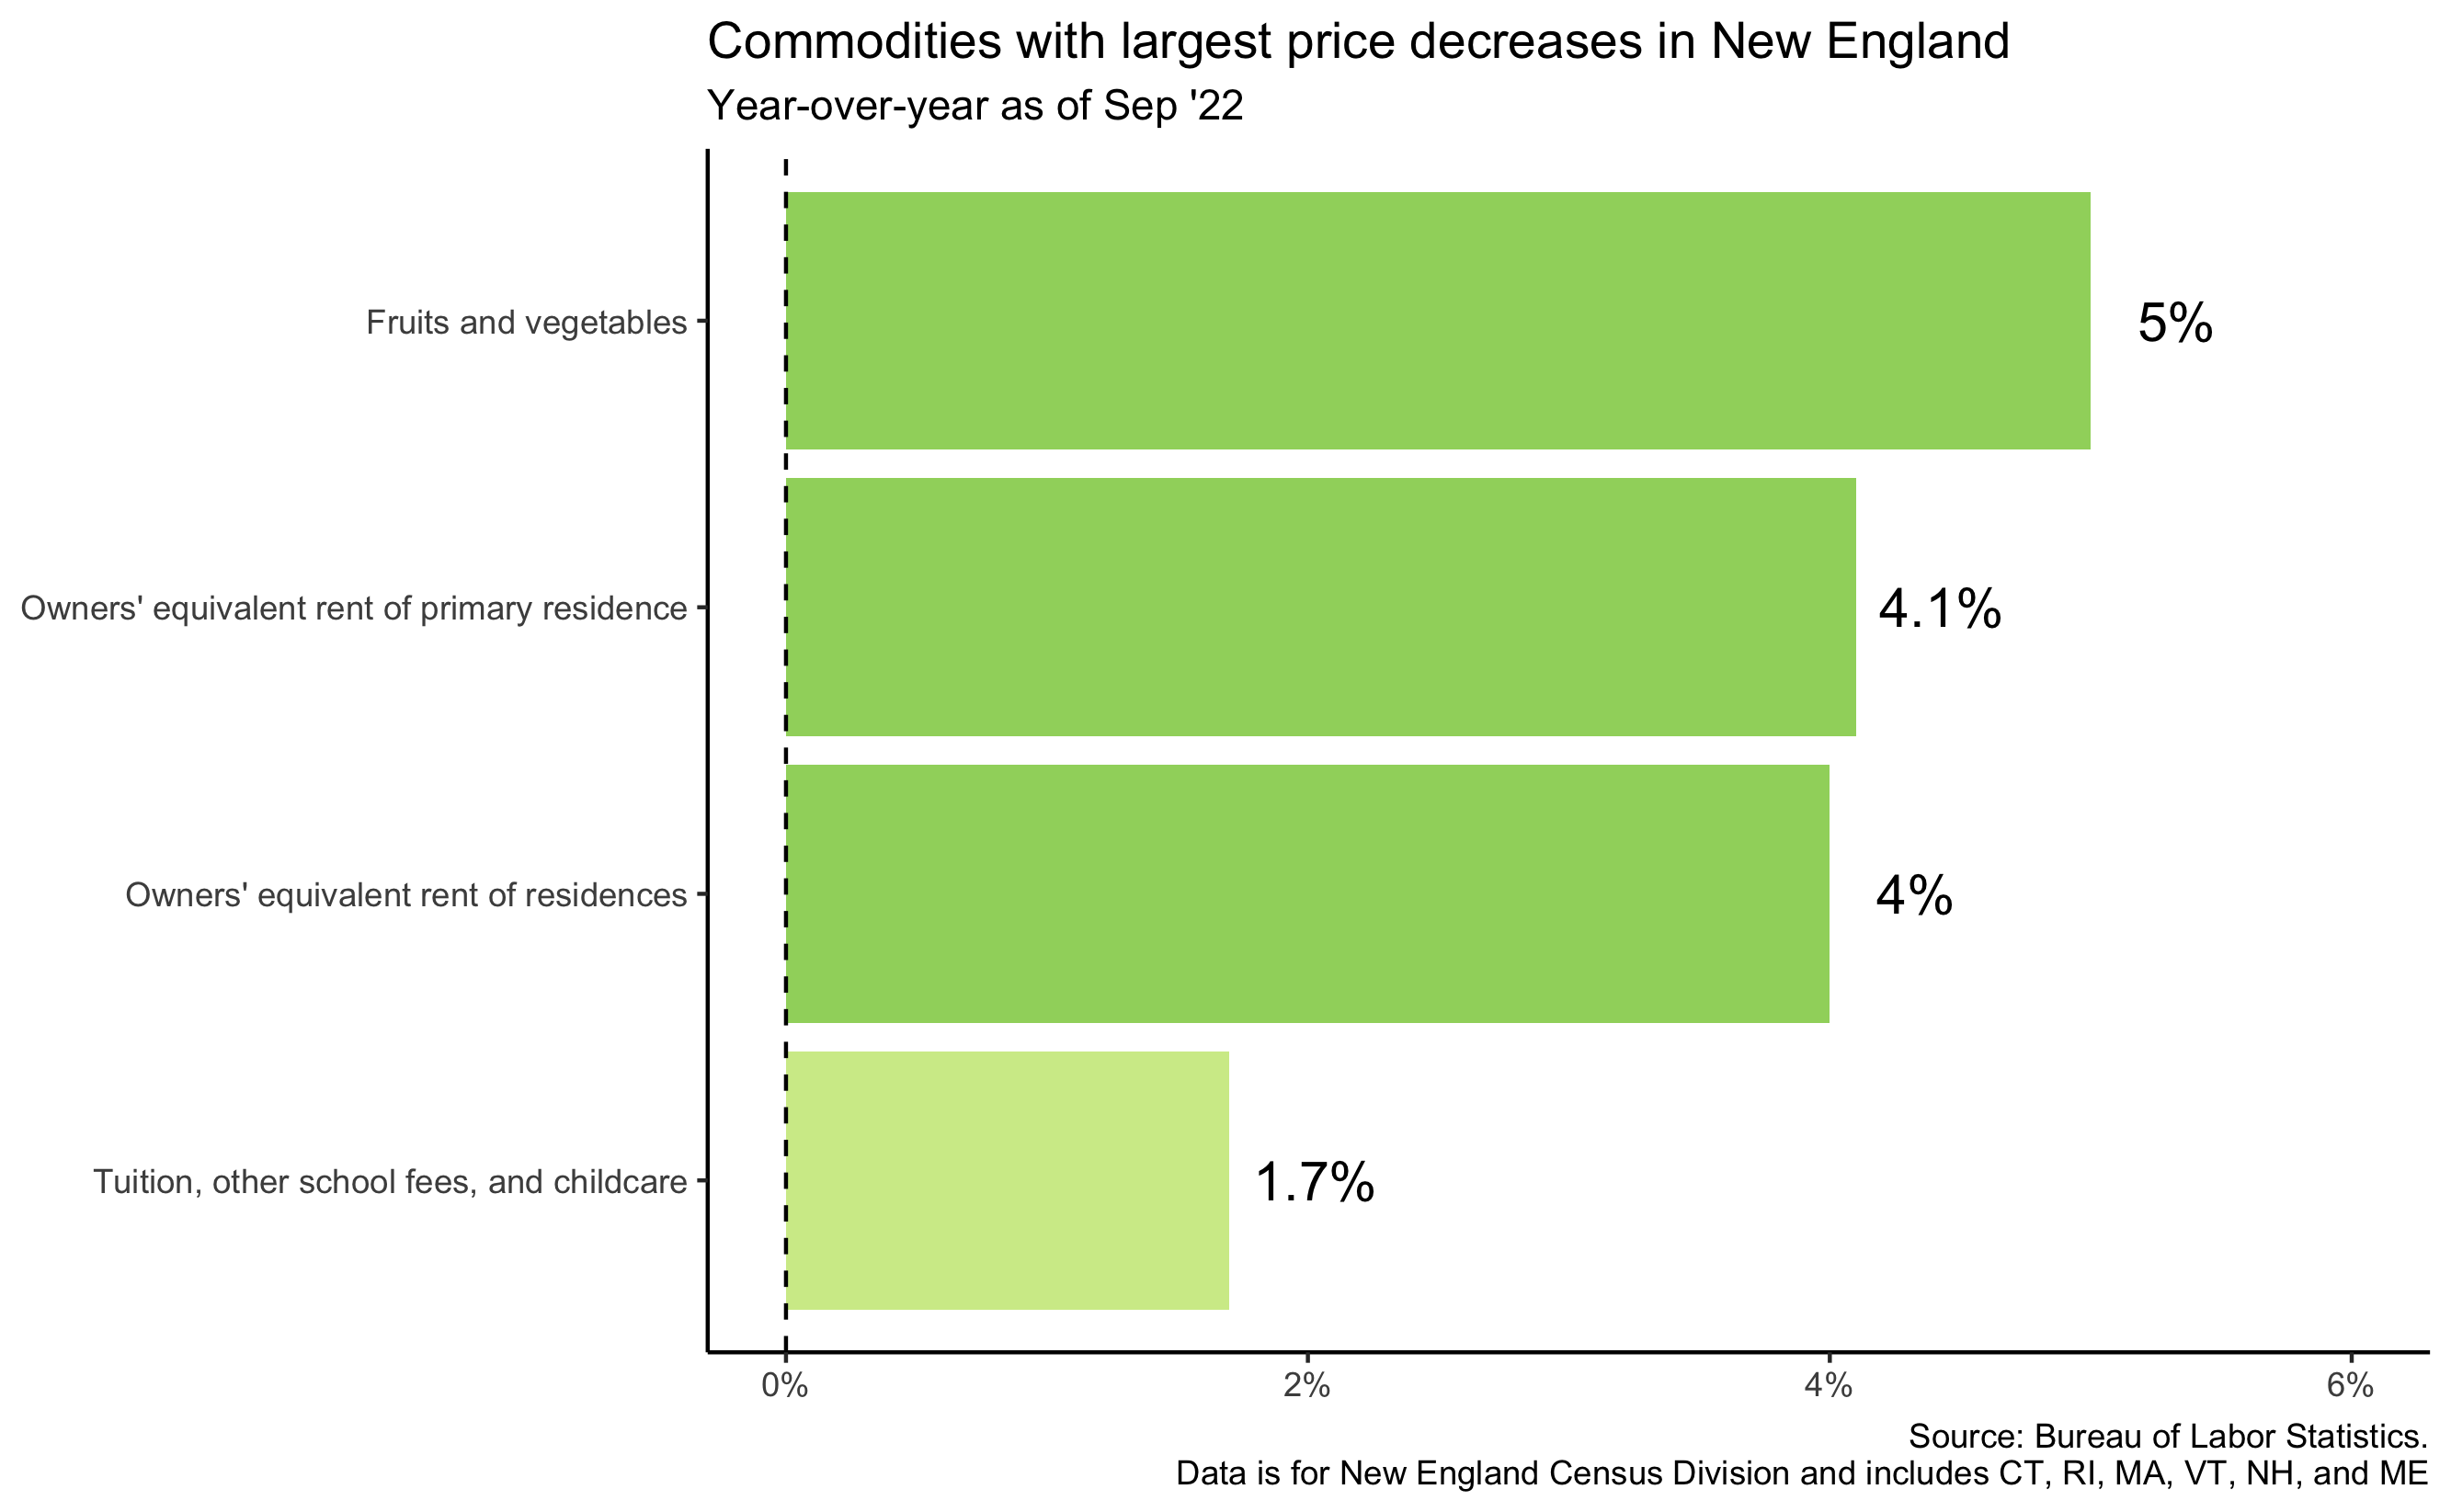 Commodities with largest price decreases in New England
Year-over-year as of Sep '22
Fruits and vegetables
5%
Owners' equivalent rent of primary residence
4.1%
Owners' equivalent rent of residences
4%
Tuition, other school fees, and childcare
1.7%
0%
2%
4%
6%
Source: Bureau of Labor Statistics.
Data is for New England Census Division and includes CT, RI, MA, VT, NH, and ME